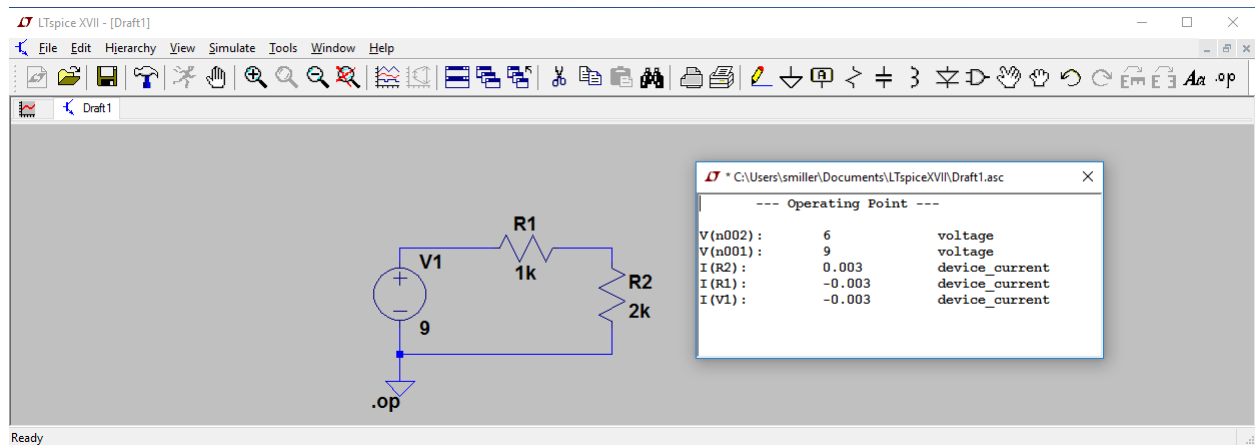 LTspice XVII - [Draft1]
File Edit Hierarchy View Simulate Tools Window Help
Aa .op
Draft1
* C:\Users\smiller\Documents\LTspiceXVII\Draft1.asc
--- Operating Point ---
V(n002): 6 voltage
V(n001): 9 voltage
I(R2): 0.003 device_current
I(R1): -0.003 device_current
I(V1): -0.003 device_current
R1
1k
V1
9
R2
2k
.op
Ready